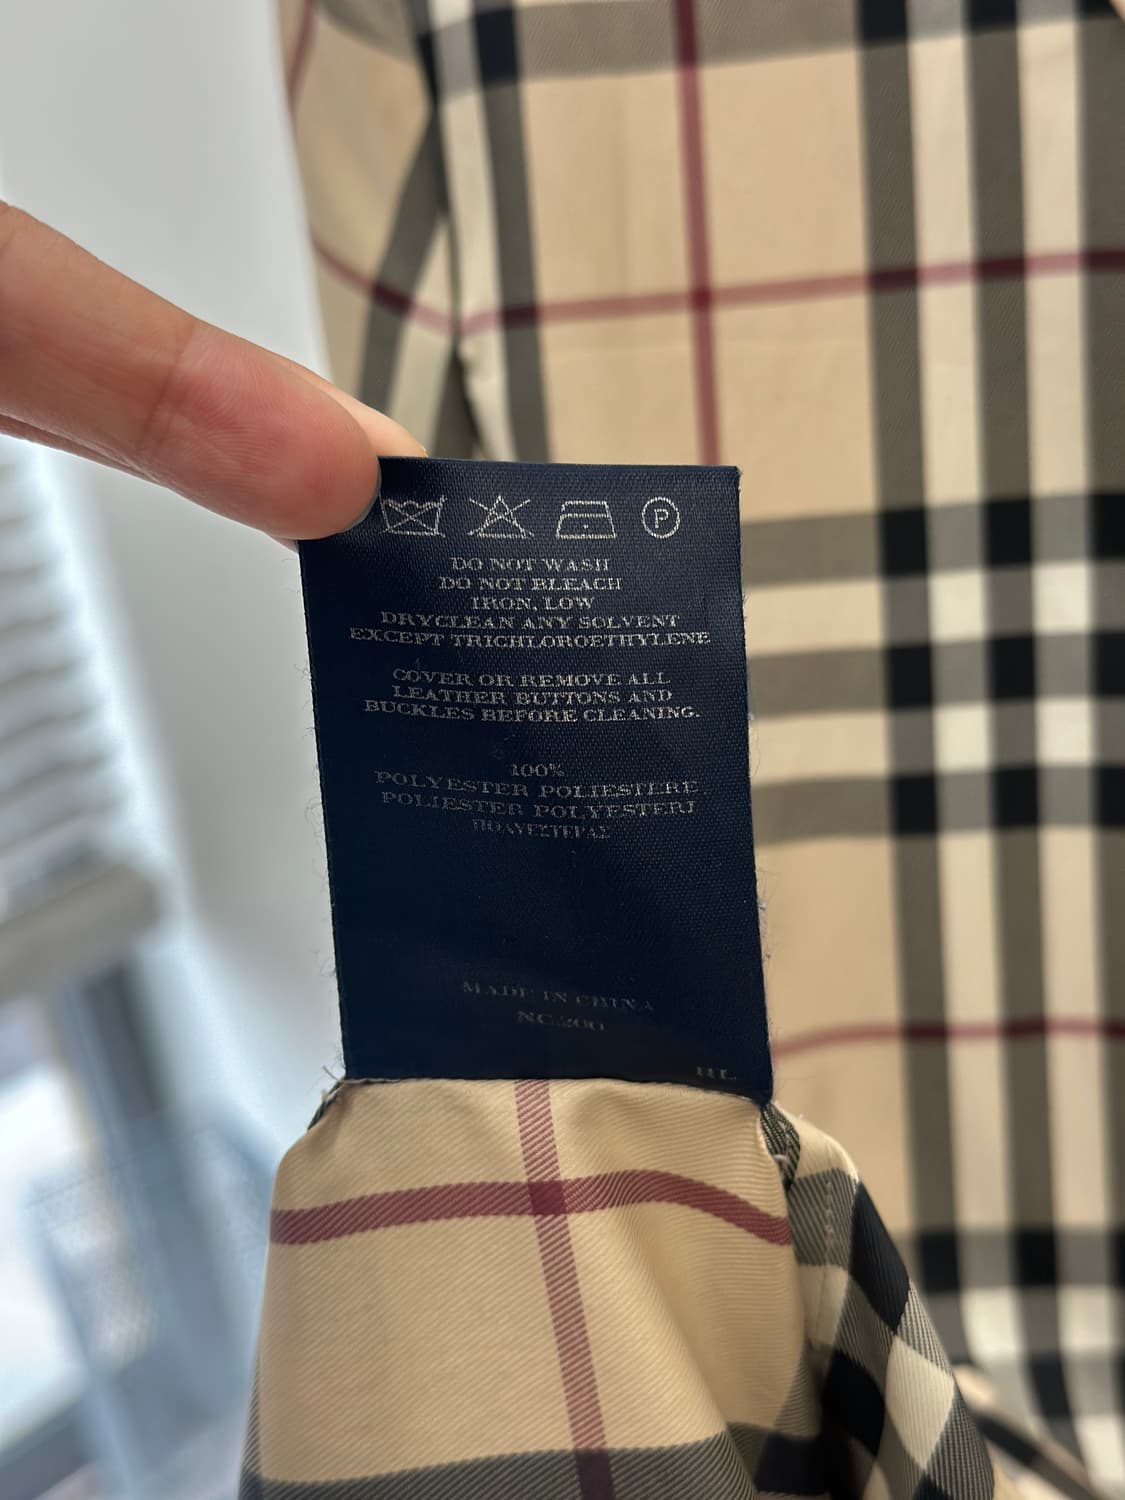 P
DO NOT WASH
DO NOT BLEACH
IRON, LOW
DRYCLEAN ANY SOLVENT
EXCEPT TRICHLOROETHYLENE
COVER OR REMOVE ALL
LEATHER BUTTONS AND
BUCKLES BEFORE CLEANING.
100%
POLYESTER POLIESTERE
POLIESTER POLYESTERI
ΠΟΛΥΕΣΤΕΡΑΣ
MADE IN CHINA